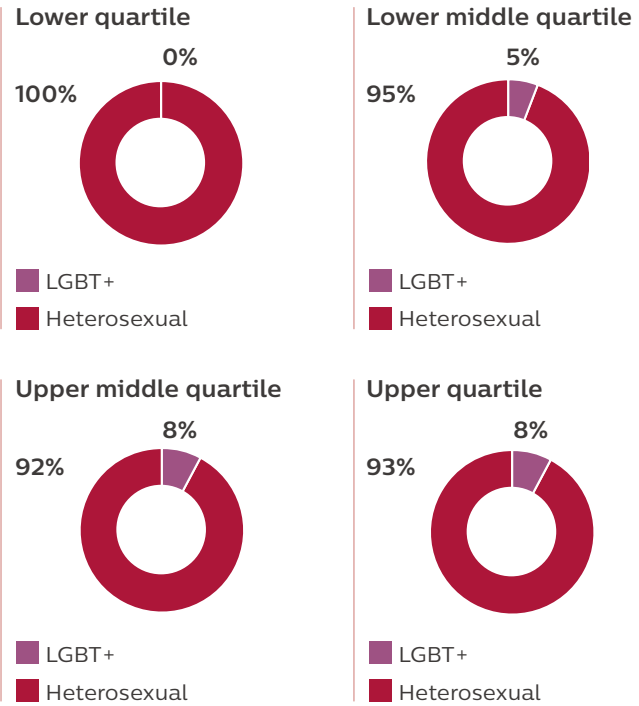 Lower quartile
0%
100%
LGBT+
Heterosexual
Lower middle quartile
5%
95%
LGBT+
Heterosexual
Upper middle quartile
8%
92%
LGBT+
Heterosexual
Upper quartile
8%
93%
LGBT+
Heterosexual